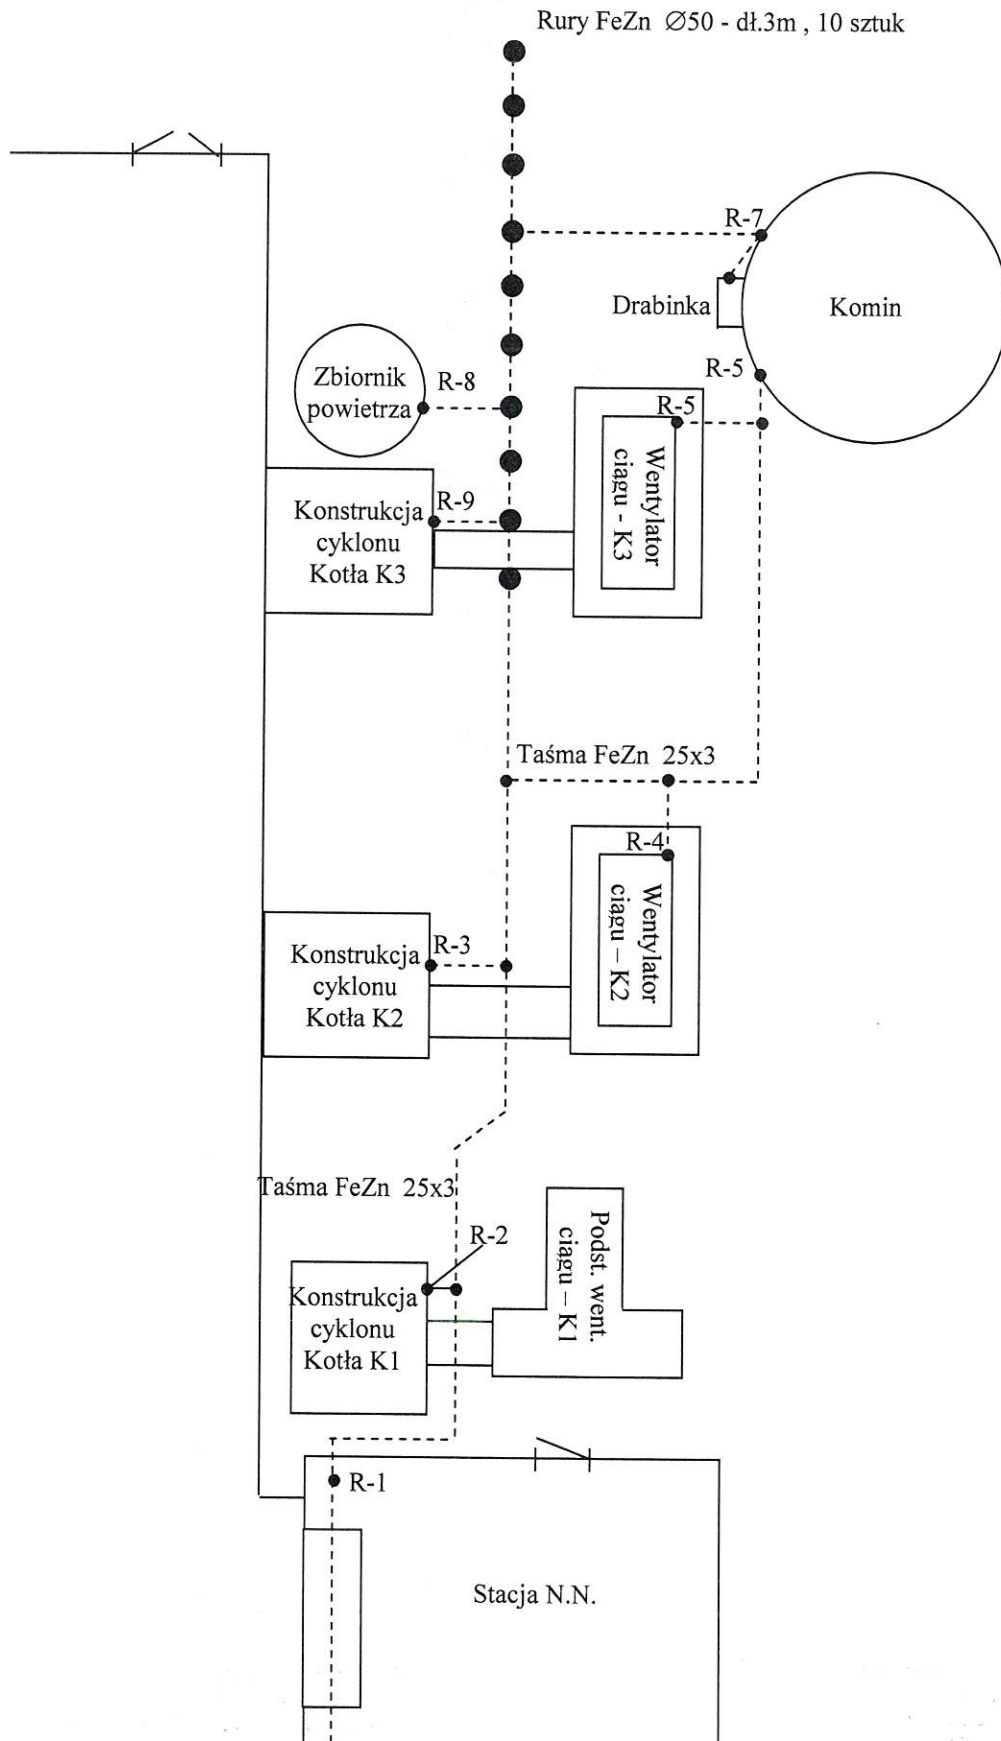 Rury FeZn Ø50 - dł.3m , 10 sztuk
R-7
Drabinka
Komin
R-5
Zbiornik
powietrza
R-8
R-5
Wentylator
ciągu - K3
R-9
Konstrukcja
cyklonu
Kotła K3
Taśma FeZn 25x3
R-4
Wentylator
ciągu – K2
R-3
Konstrukcja
cyklonu
Kotła K2
Taśma FeZn 25x3
R-2
Podst. went.
ciągu – K1
Konstrukcja
cyklonu
Kotła K1
R-1
Stacja N.N.